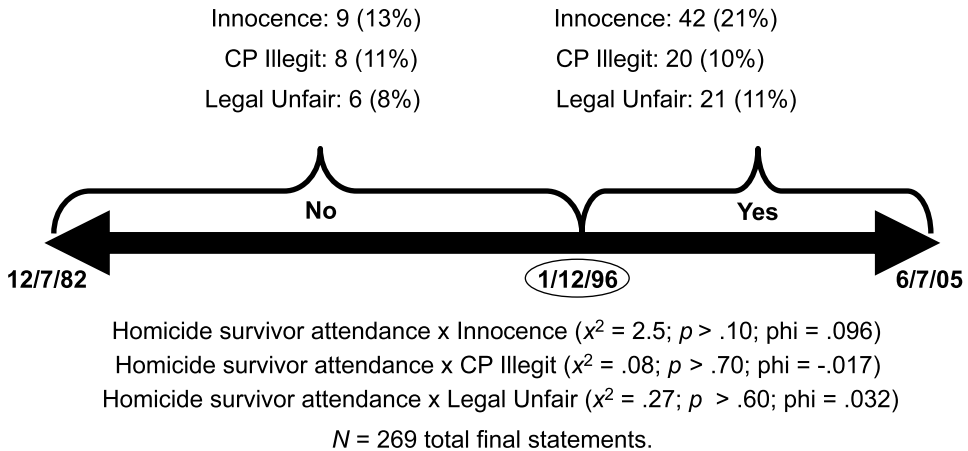 Innocence: 9 (13%)
CP Illegit: 8 (11%)
Legal Unfair: 6 (8%)
Innocence: 42 (21%)
CP Illegit: 20 (10%)
Legal Unfair: 21 (11%)
No
Yes
12/7/82
1/12/96
6/7/05
Homicide survivor attendance x Innocence (x² = 2.5; p > .10; phi = .096)
Homicide survivor attendance x CP Illegit (x² = .08; p > .70; phi = -.017)
Homicide survivor attendance x Legal Unfair (x² = .27; p > .60; phi = .032)
N = 269 total final statements.